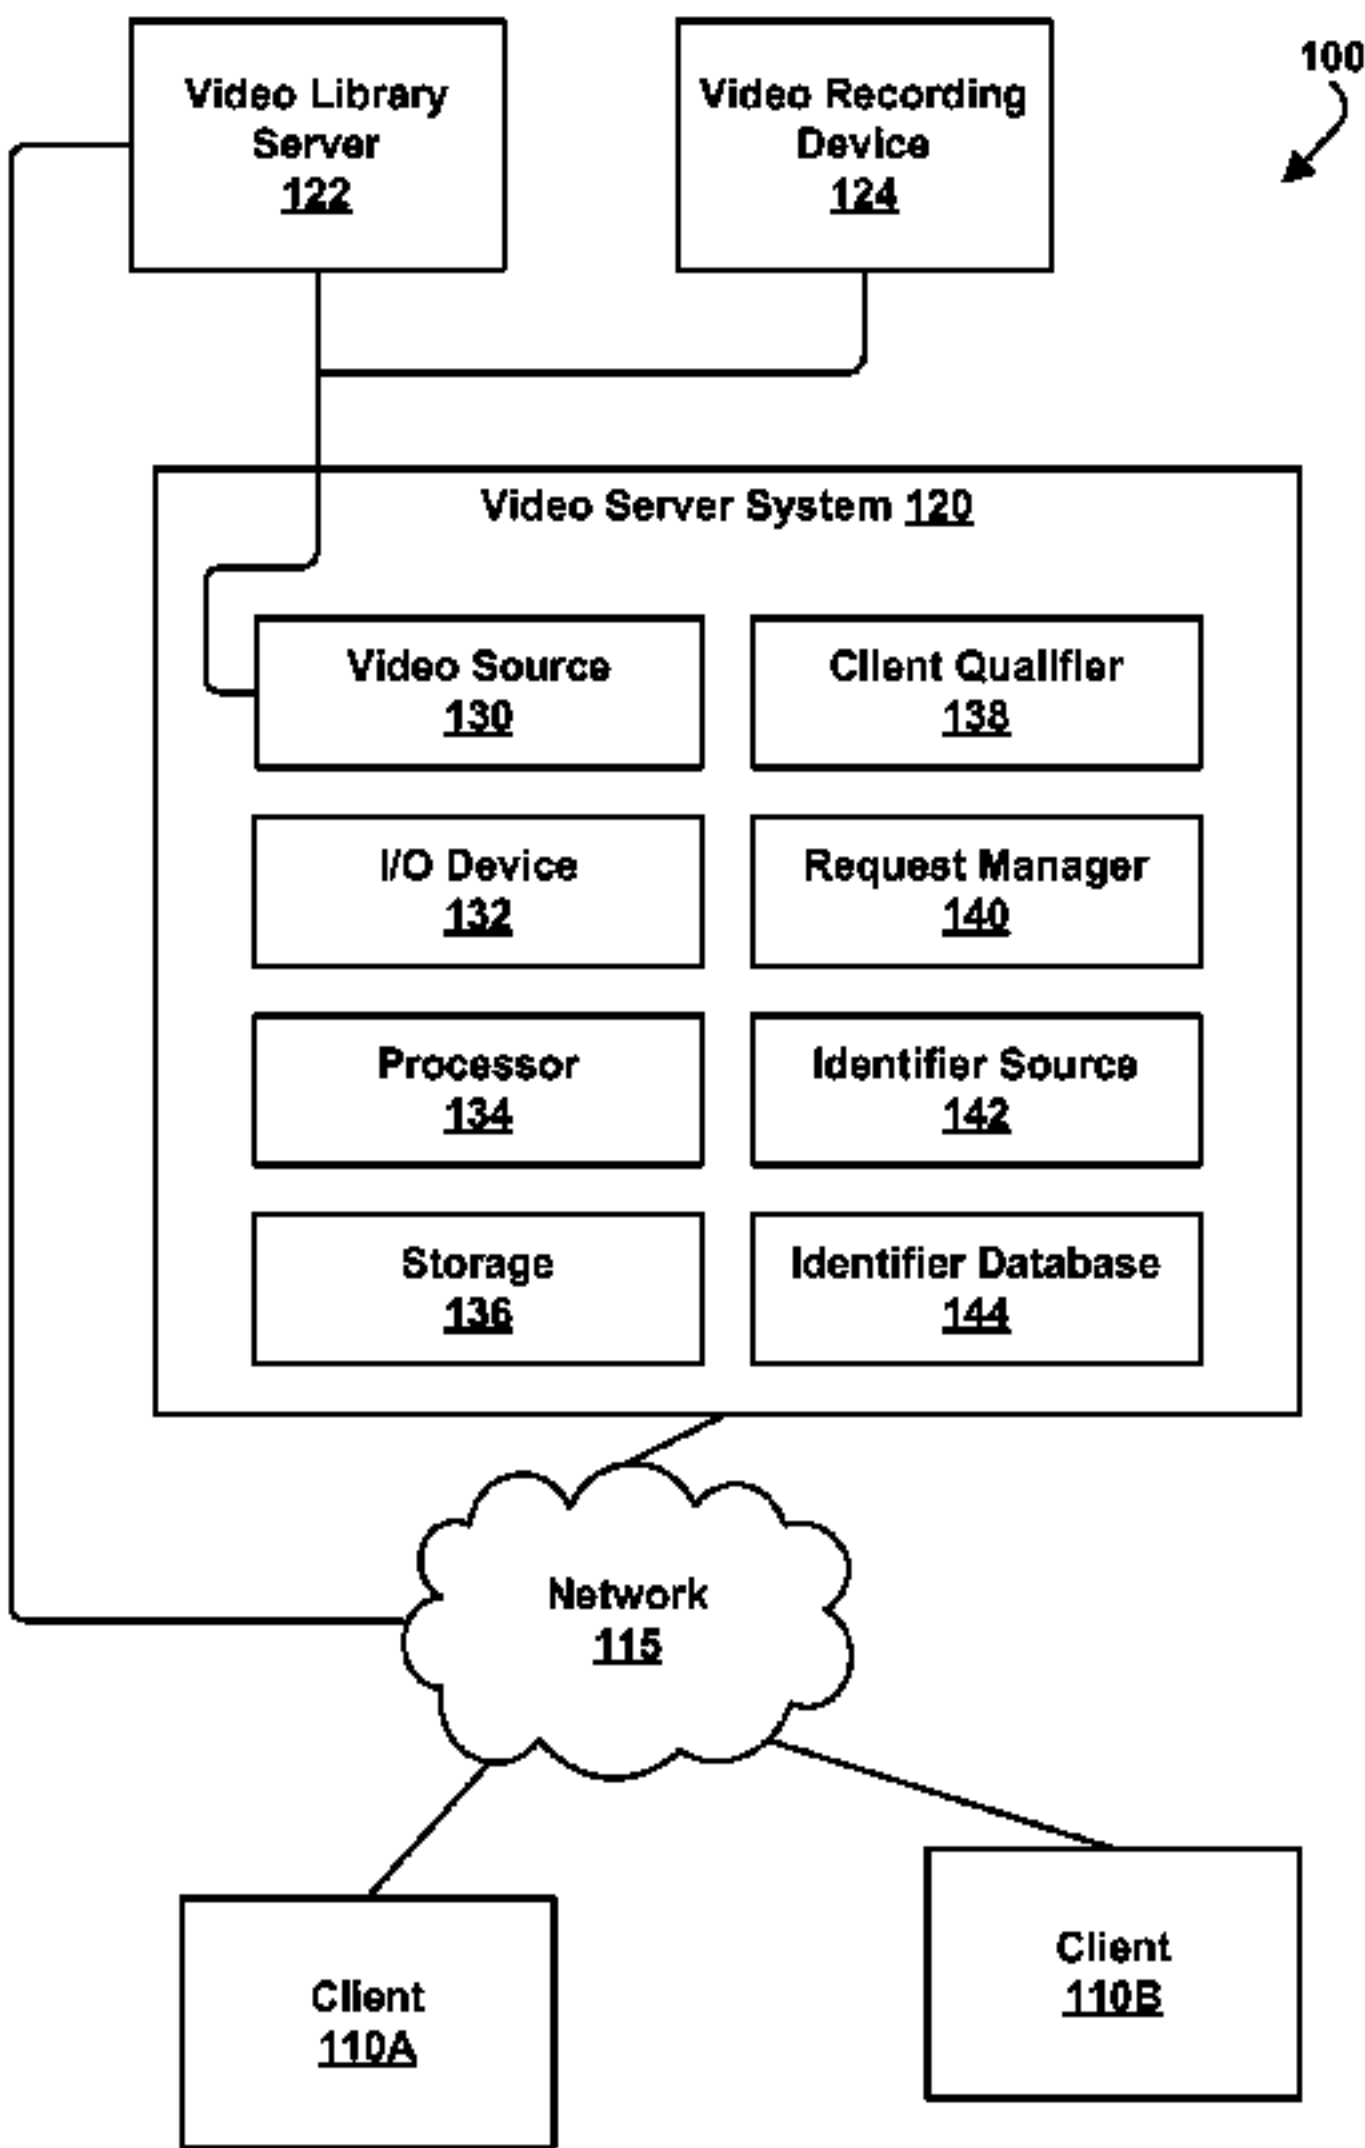 Video Library
Server
122
Video Recording
Device
124
100
Video Server System 120
Video Source
130
Client Qualifier
138
I/O Device
132
Request Manager
140
Processor
134
Identifier Source
142
Storage
136
Identifier Database
144
Network
115
Client
110A
Client
110B